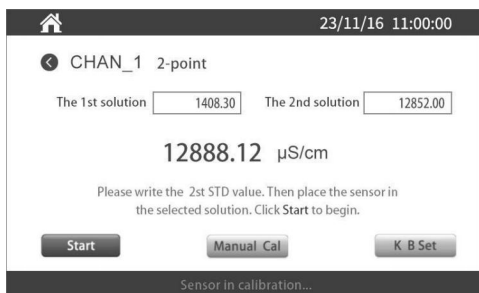 23/11/16 11:00:00
CHAN_1 2-point
The 1st solution 1408.30 The 2nd solution 12852.00
12888.12 μS/cm
Please write the 2st STD value. Then place the sensor in
the selected solution. Click Start to begin.
Start Manual Cal K B Set
Sensor in calibration...